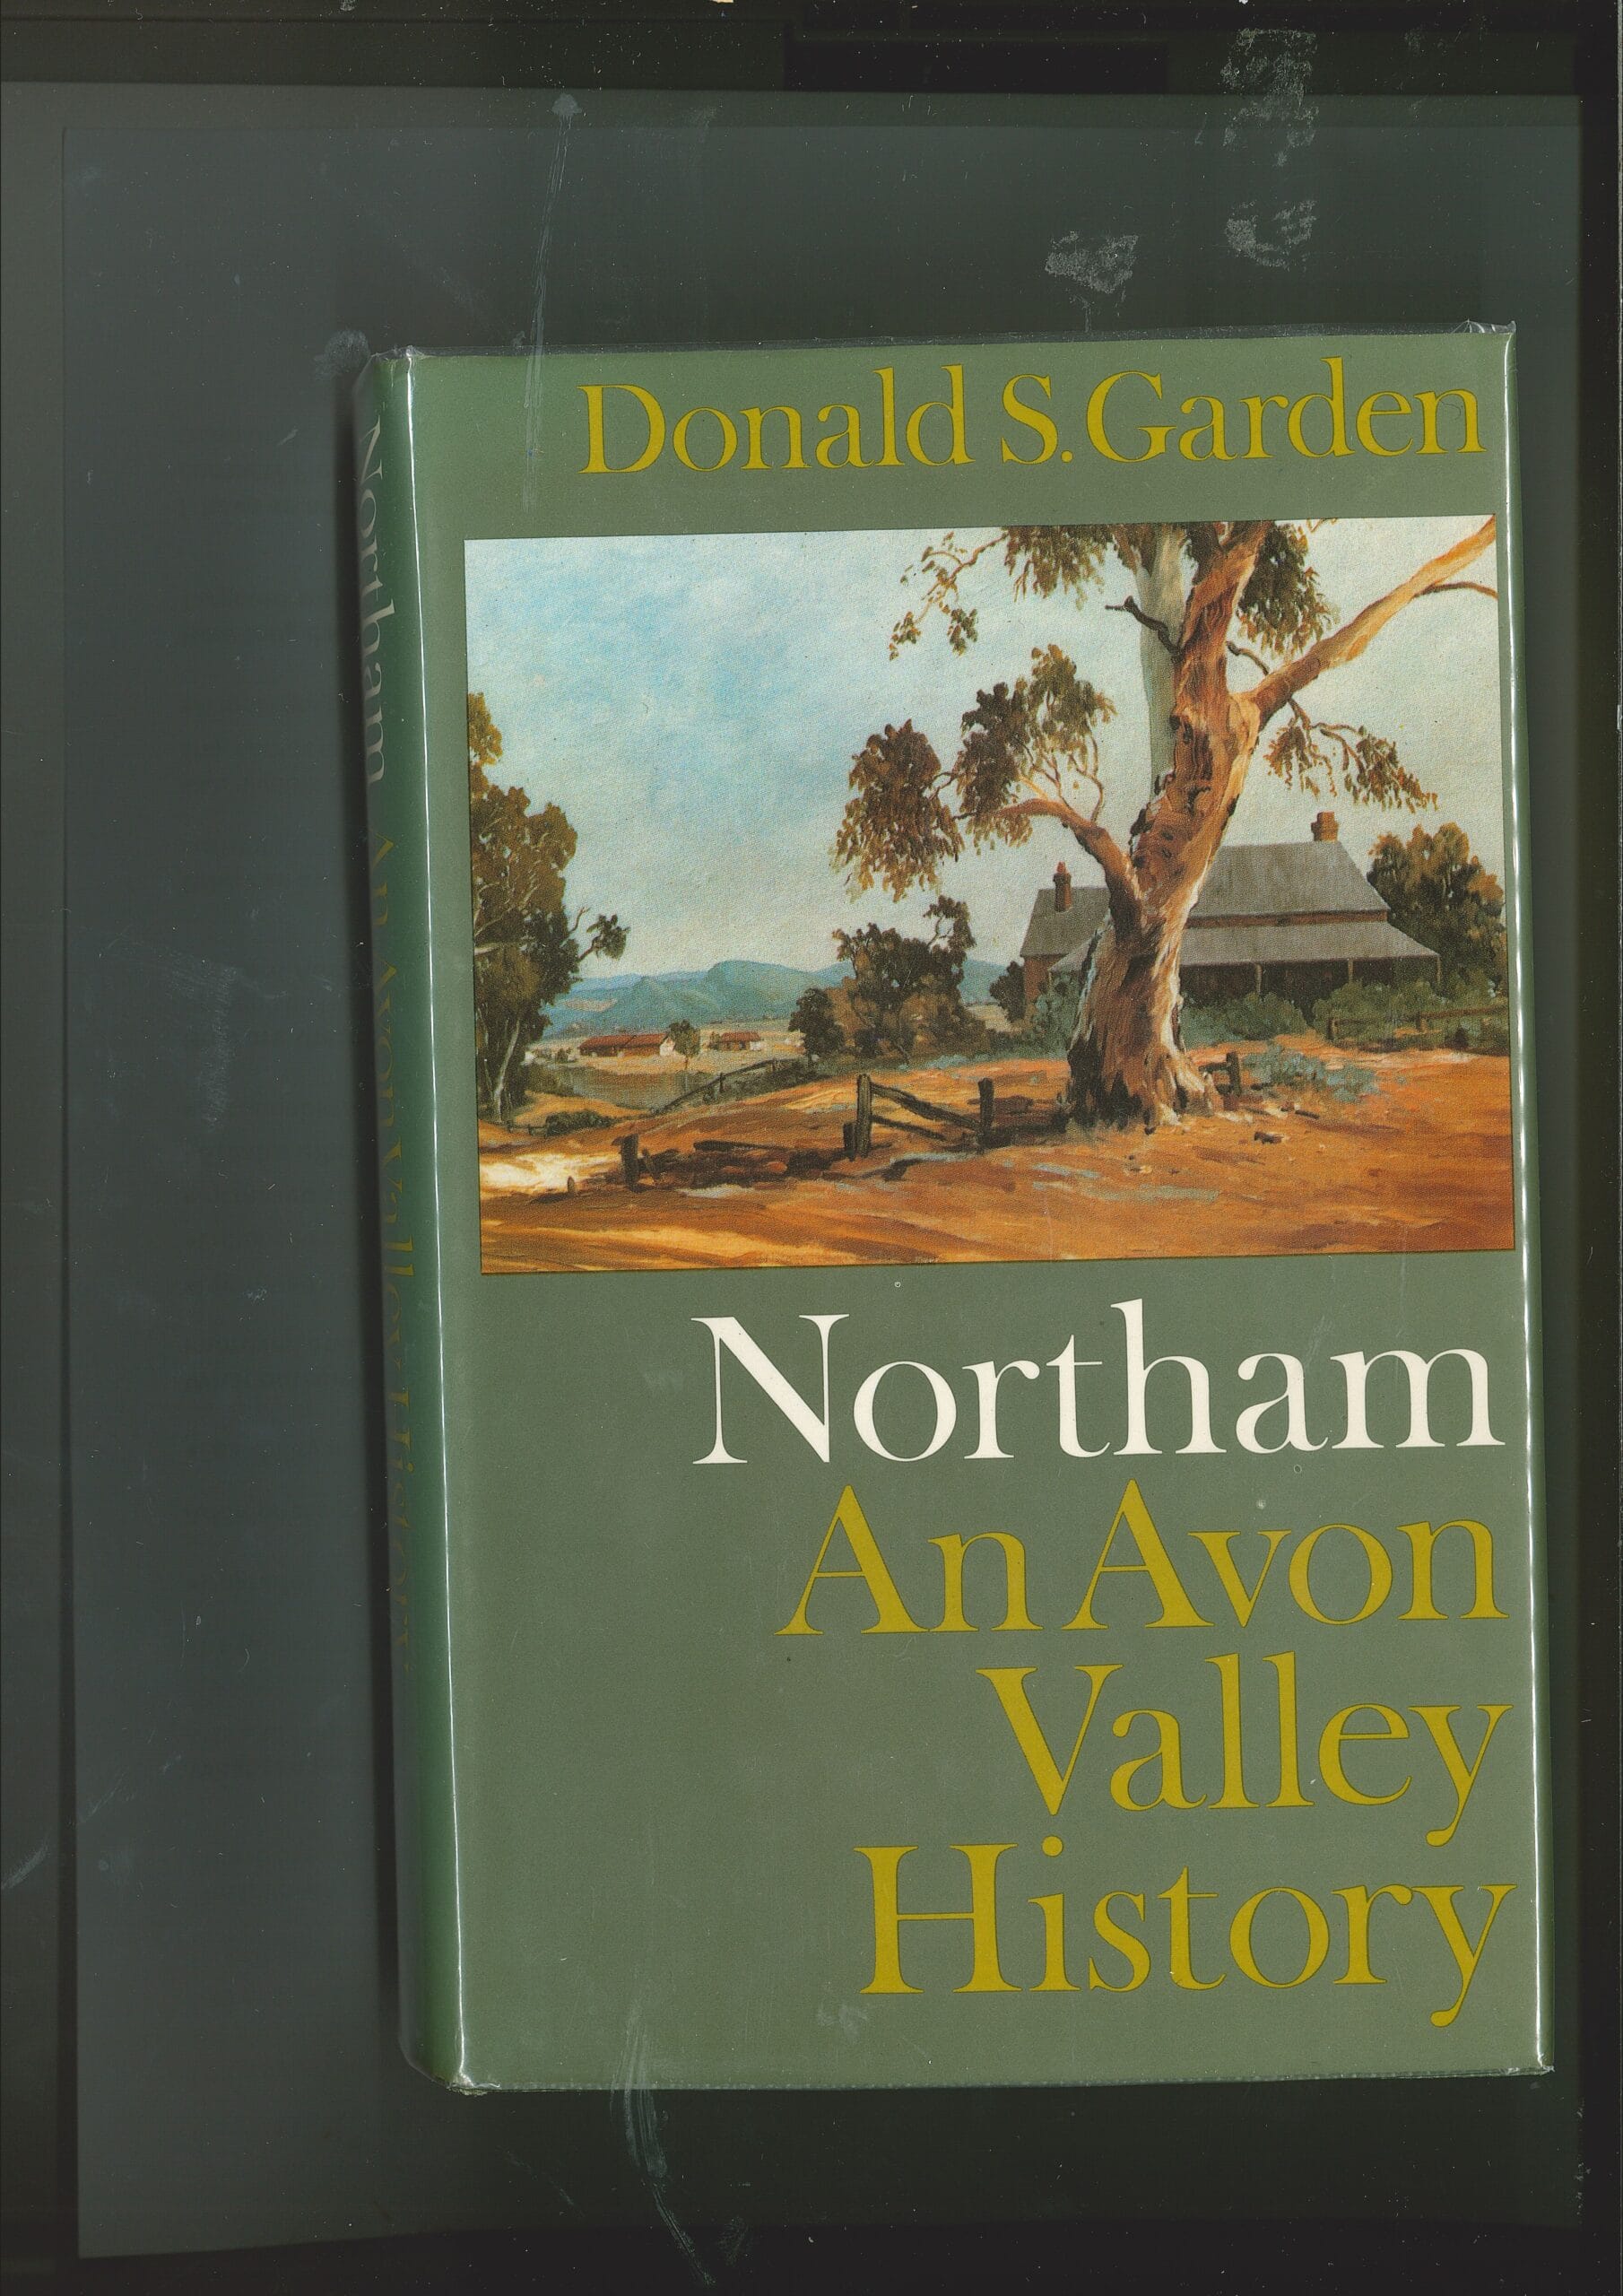 Donald S. Garden
Northam
An Avon
Valley
History
Northam An Avon Valley History